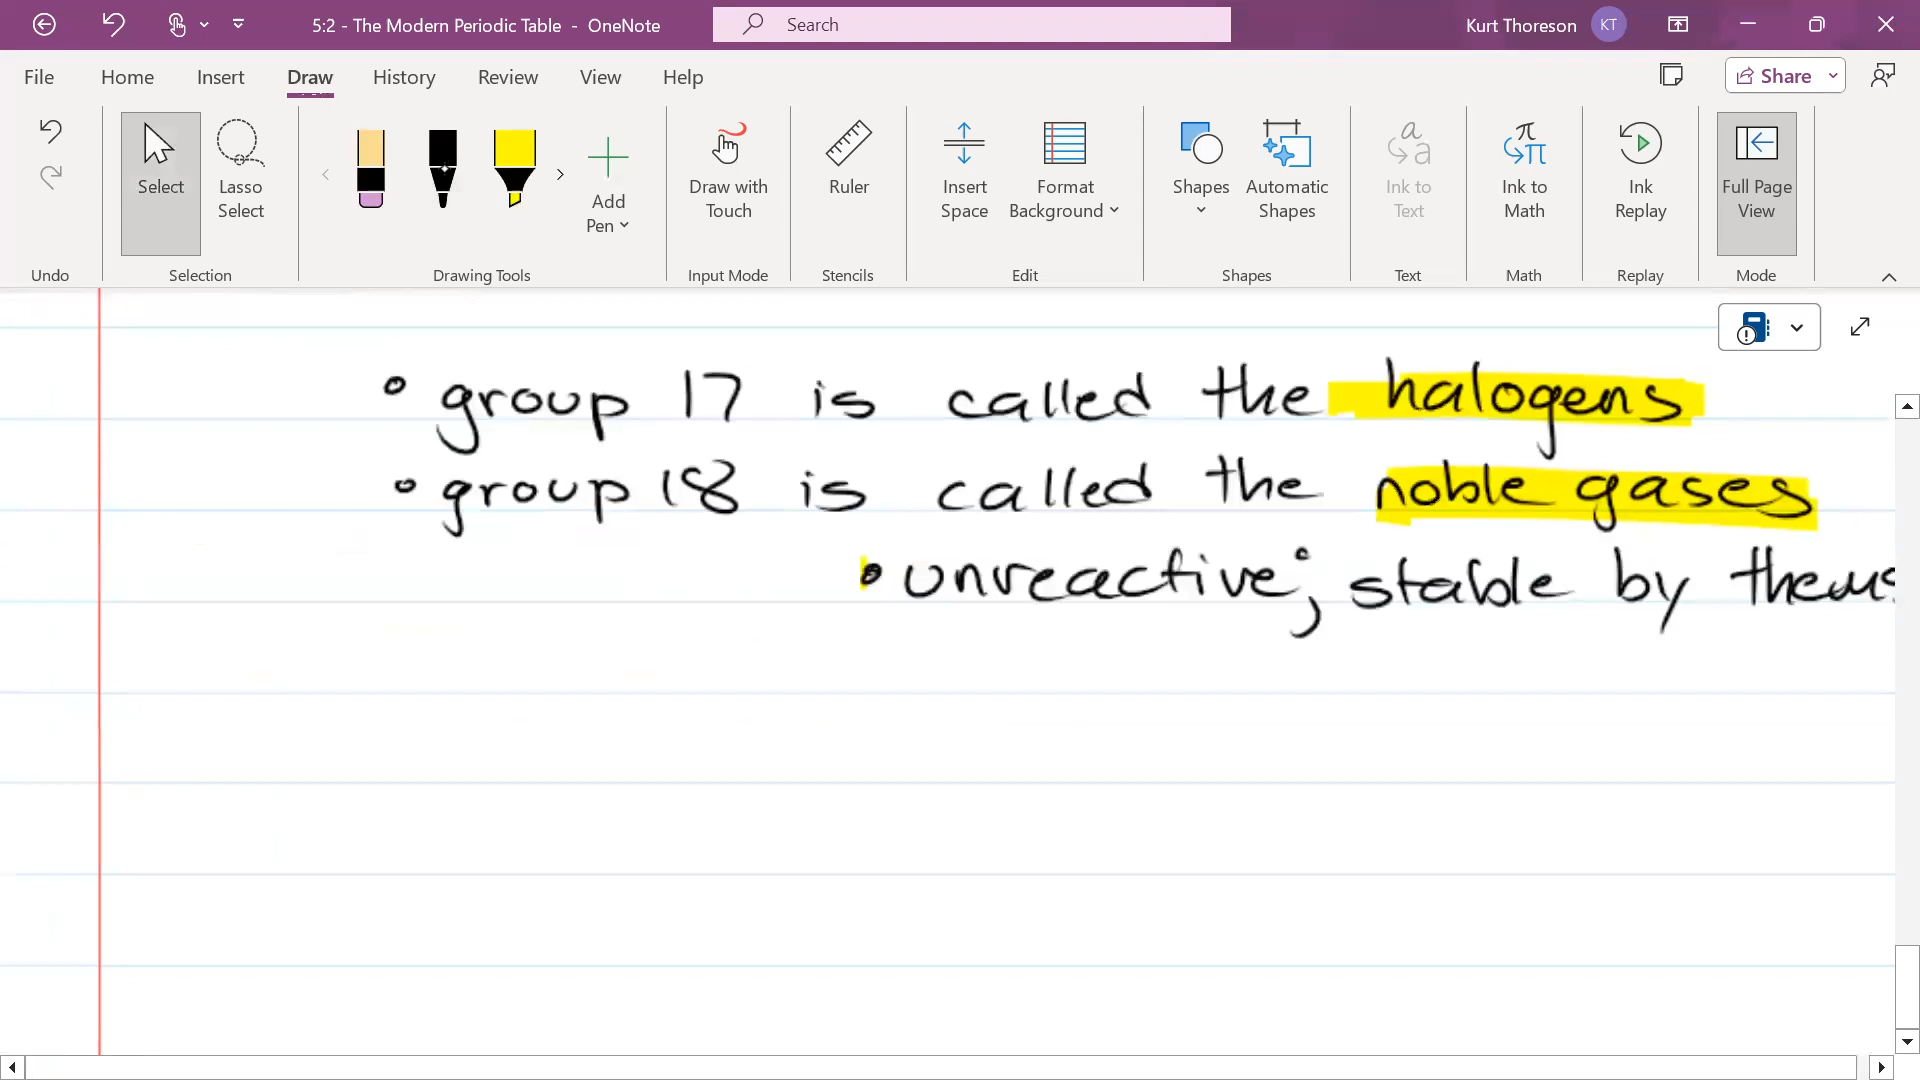 5:2 - The Modern Periodic Table - OneNote
Search
Kurt Thoreson
KT
File
Home
Insert
Draw
History
Review
View
Help
Share
Select
Lasso
Select
Add
Pen
Draw with
Touch
Ruler
Insert
Space
Format
Background
Shapes
Automatic
Shapes
a
a
Ink to
Text
π
π
Ink to
Math
Ink
Replay
Full Page
View
Undo
Selection
Drawing Tools
Input Mode
Stencils
Edit
Shapes
Text
Math
Replay
Mode
• group 17 is called the halogens
• group 18 is called the noble gases
• unreactive; stable by thems